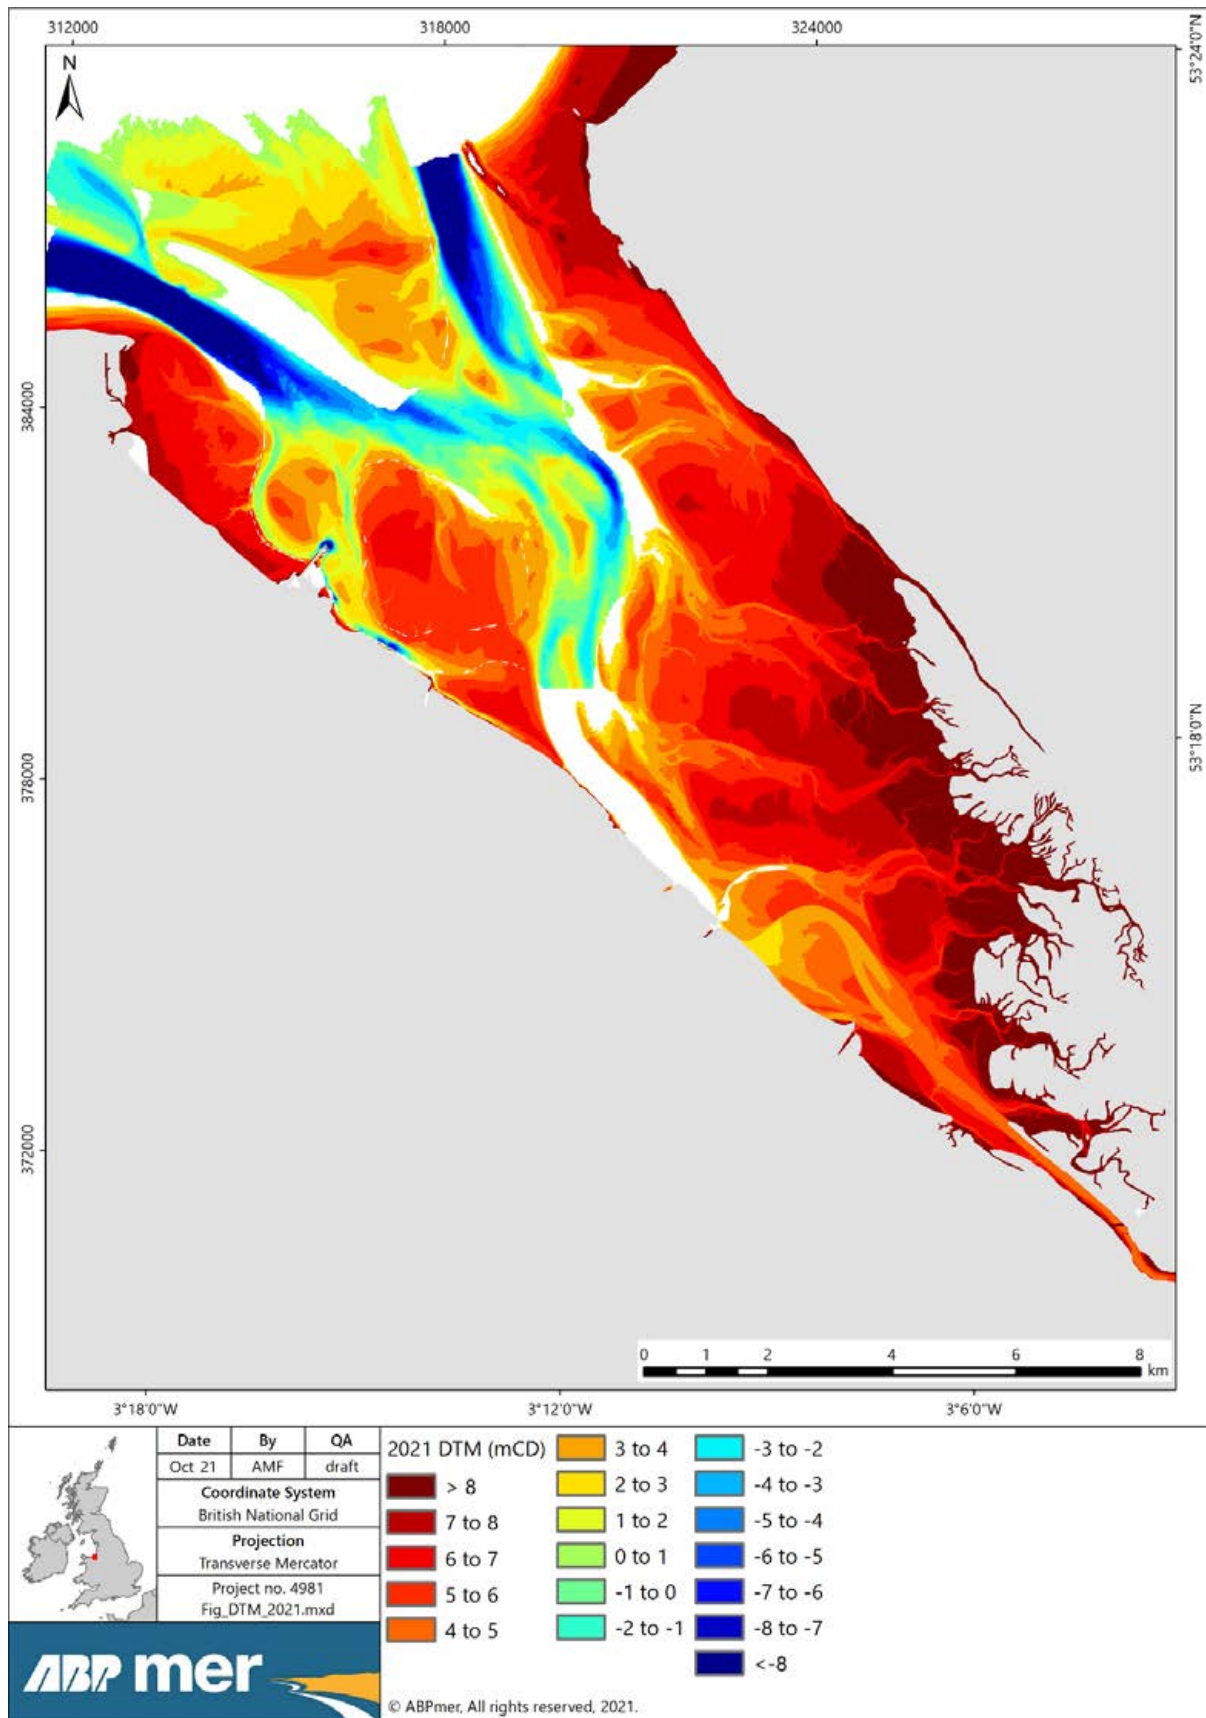 312000
318000
324000
53°24'0"N
N
384000
378000
53°18'0"N
372000
0 1 2 4 6 8
km
3°18'0"W
3°12'0"W
3°6'0"W
Date By QA
Oct 21 AMF draft
Coordinate System
British National Grid
Projection
Transverse Mercator
Project no. 4981
Fig_DTM_2021.mxd
ABP mer
2021 DTM (mCD)
> 8
7 to 8
6 to 7
5 to 6
4 to 5
3 to 4
2 to 3
1 to 2
0 to 1
-1 to 0
-2 to -1
-3 to -2
-4 to -3
-5 to -4
-6 to -5
-7 to -6
-8 to -7
<-8
© ABPmer, All rights reserved, 2021.